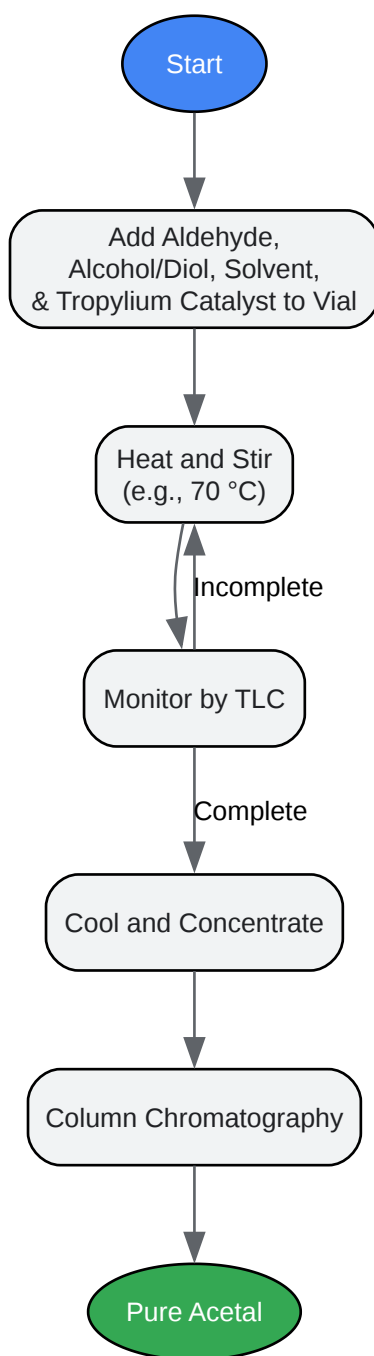 Start
Add Aldehyde,
Alcohol/Diol, Solvent,
& Tropylium Catalyst to Vial
Heat and Stir
(e.g., 70 °C)
Incomplete
Monitor by TLC
Complete
Cool and Concentrate
Column Chromatography
Pure Acetal